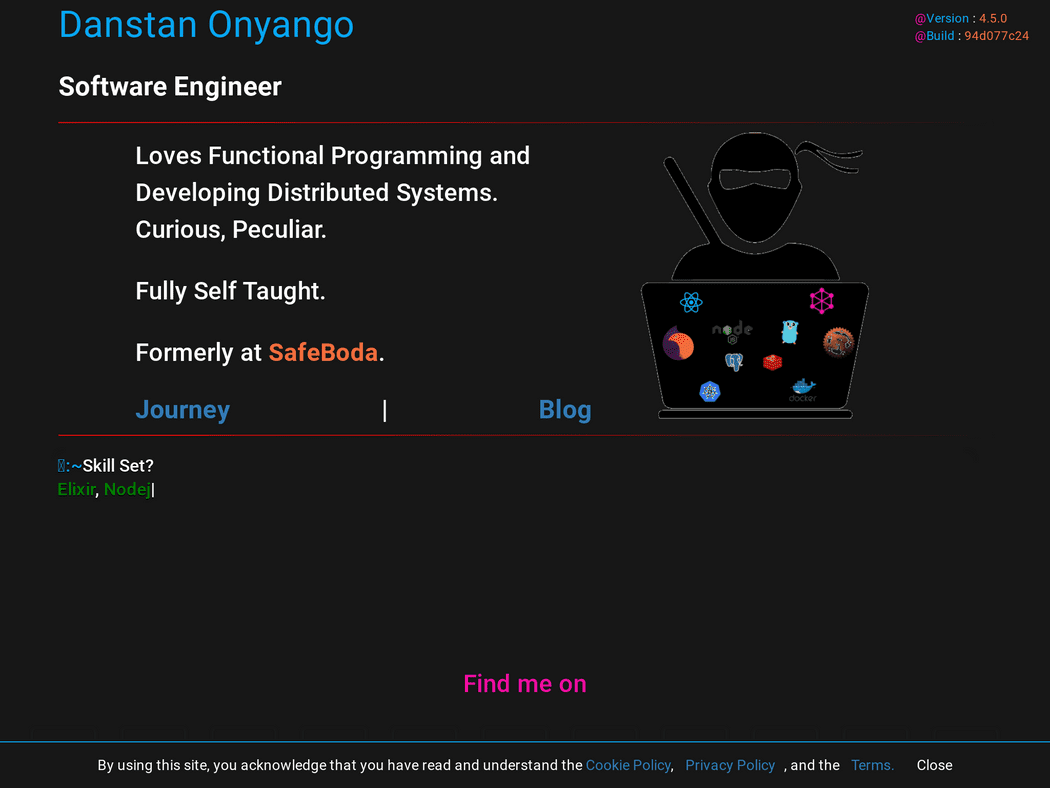 Danstan Onyango
@Version : 4.5.0
@Build : 94d077c24
Software Engineer
Loves Functional Programming and
Developing Distributed Systems.
Curious, Peculiar.
Fully Self Taught.
Formerly at SafeBoda.
Journey | Blog
node
JS
docker
:~Skill Set?
Elixir, Nodej|
Find me on
By using this site, you acknowledge that you have read and understand the Cookie Policy, Privacy Policy , and the Terms. Close